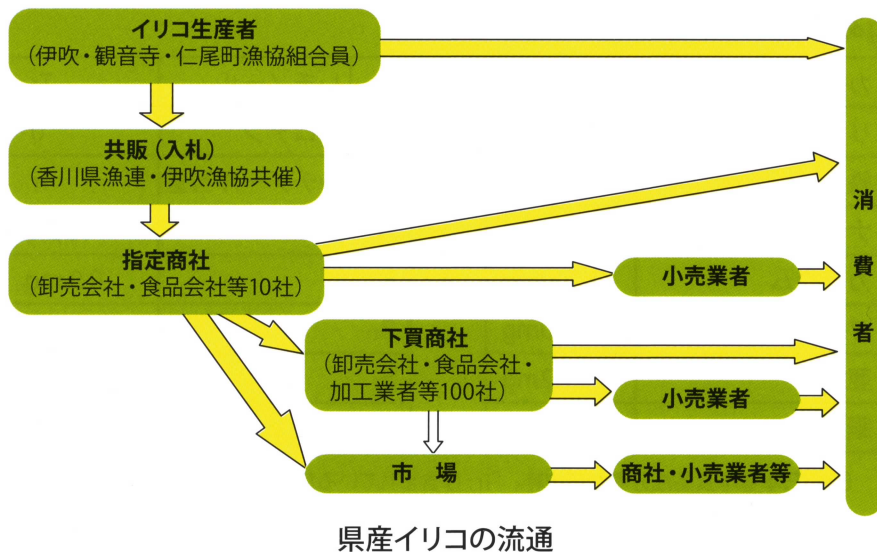 イリコ生産者
(伊吹・観音寺・仁尾町漁協組合員)
共販(入札)
(香川県漁連・伊吹漁協共催)
指定商社
(卸売会社・食品会社等10社)
小売業者
下買商社
(卸売会社・食品会社・
加工業者等100社)
小売業者
市 場
商社・小売業者等
消費者
県産イリコの流通